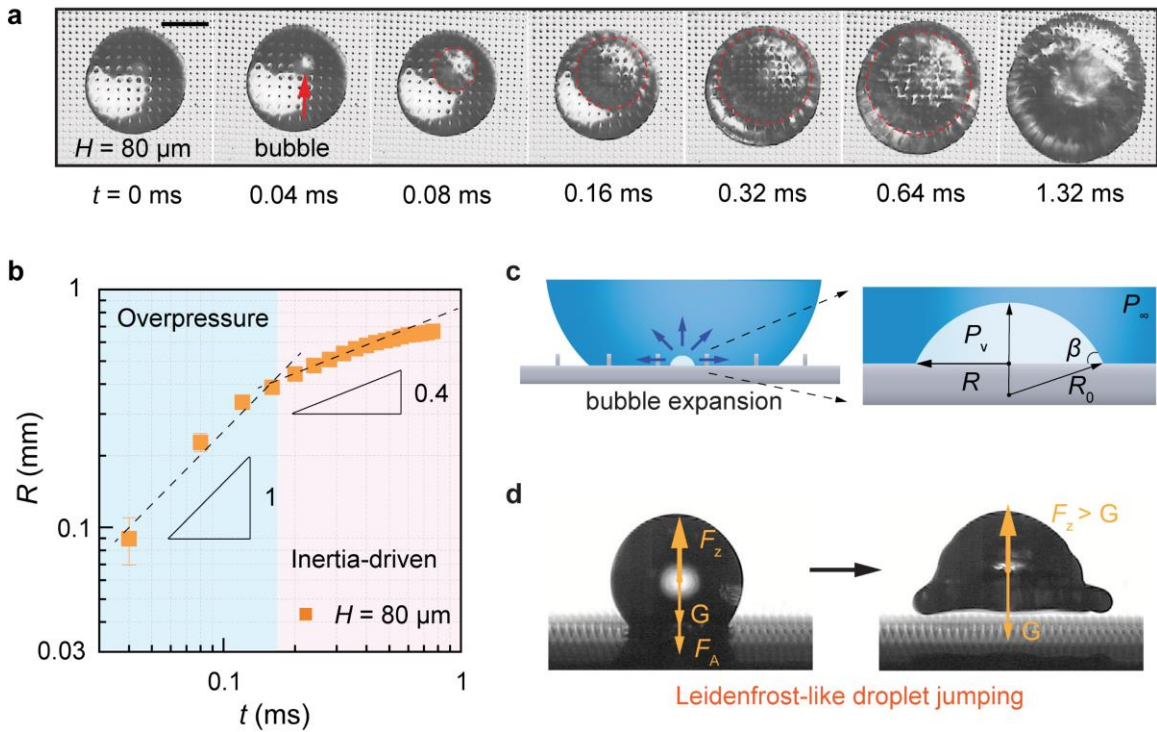 a
H = 80 μm
bubble
t = 0 ms
0.04 ms
0.08 ms
0.16 ms
0.32 ms
0.64 ms
1.32 ms
b
1
Overpressure
0.4
1
0.1
Inertia-driven
H = 80 μm
0.03
0.1
1
R (mm)
t (ms)
c
bubble expansion
P∞
Pv
β
R
R0
d
Fz
G
FA
Fz > G
G
Leidenfrost-like droplet jumping